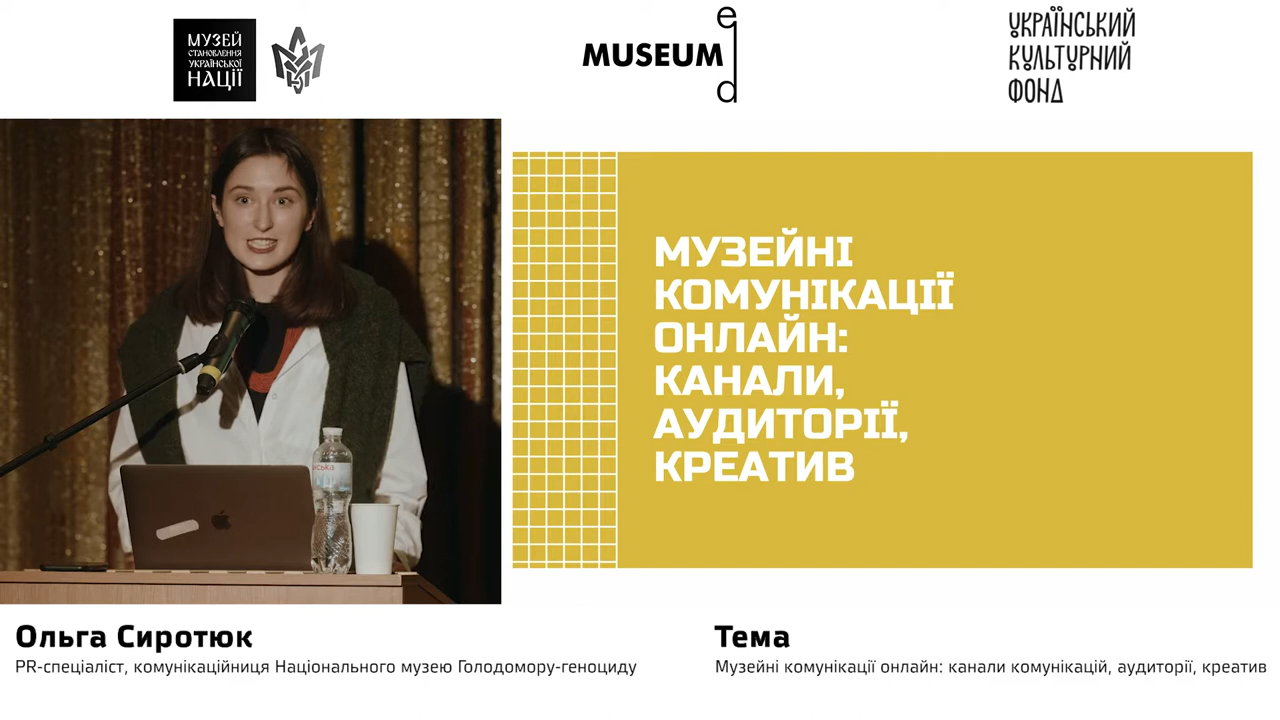 МУЗЕЙ
СТАНОВЛЕННЯ
УКРАЇНСЬКОЇ
НАЦІЇ
MUSEUM
ed
УКРАЇНСЬКИЙ
КУЛЬТУРНИЙ
ФОНД
МУЗЕЙНІ
КОМУНІКАЦІЇ
ОНЛАЙН:
КАНАЛИ,
АУДИТОРІЇ,
КРЕАТИВ
Ольга Сиротюк
PR-спеціаліст, комунікаційниця Національного музею Голодомору-геноциду
Тема
Музейні комунікації онлайн: канали комунікацій, аудиторії, креатив